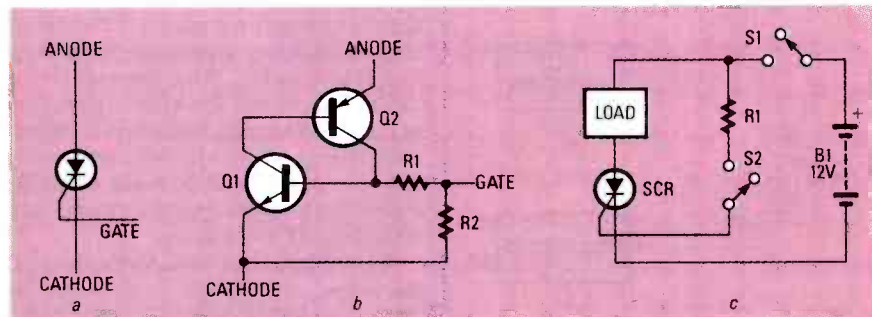 ANODE
GATE
CATHODE
a
ANODE
Q2
Q1
R1
GATE
R2
CATHODE
b
S1
LOAD
R1
S2
SCR
B1
12V
+
c